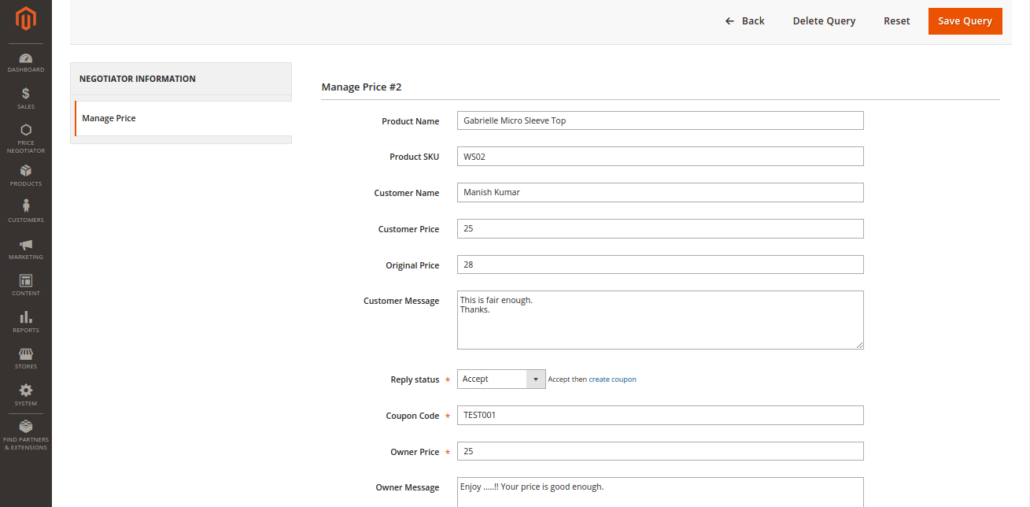 Back
Delete Query
Reset
Save Query
DASHBOARD
$
SALES
PRICE
NEGOTIATOR
PRODUCTS
CUSTOMERS
MARKETING
CONTENT
REPORTS
STORES
SYSTEM
FIND PARTNERS
& EXTENSIONS
NEGOTIATOR INFORMATION
Manage Price
Manage Price #2
Product Name Gabrielle Micro Sleeve Top
Product SKU WS02
Customer Name Manish Kumar
Customer Price 25
Original Price 28
Customer Message This is fair enough.
Thanks.
Reply status * Accept Accept then create coupon
Coupon Code * TEST001
Owner Price * 25
Owner Message Enjoy .....!! Your price is good enough.